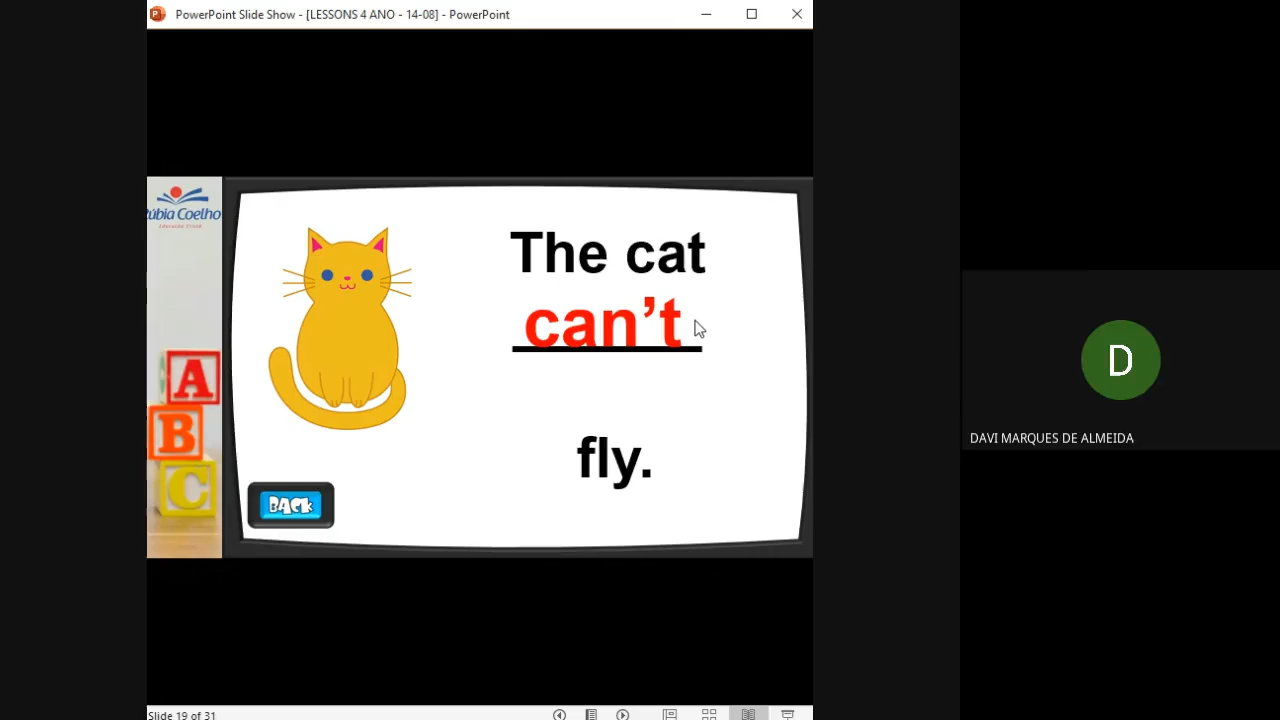 PowerPoint Slide Show - [LESSONS 4 ANO - 14-08] - PowerPoint
Rúbia Coelho
The cat
can't
fly.
A
B
C
BACK
D
DAVI MARQUES DE ALMEIDA
Slide 19 of 31